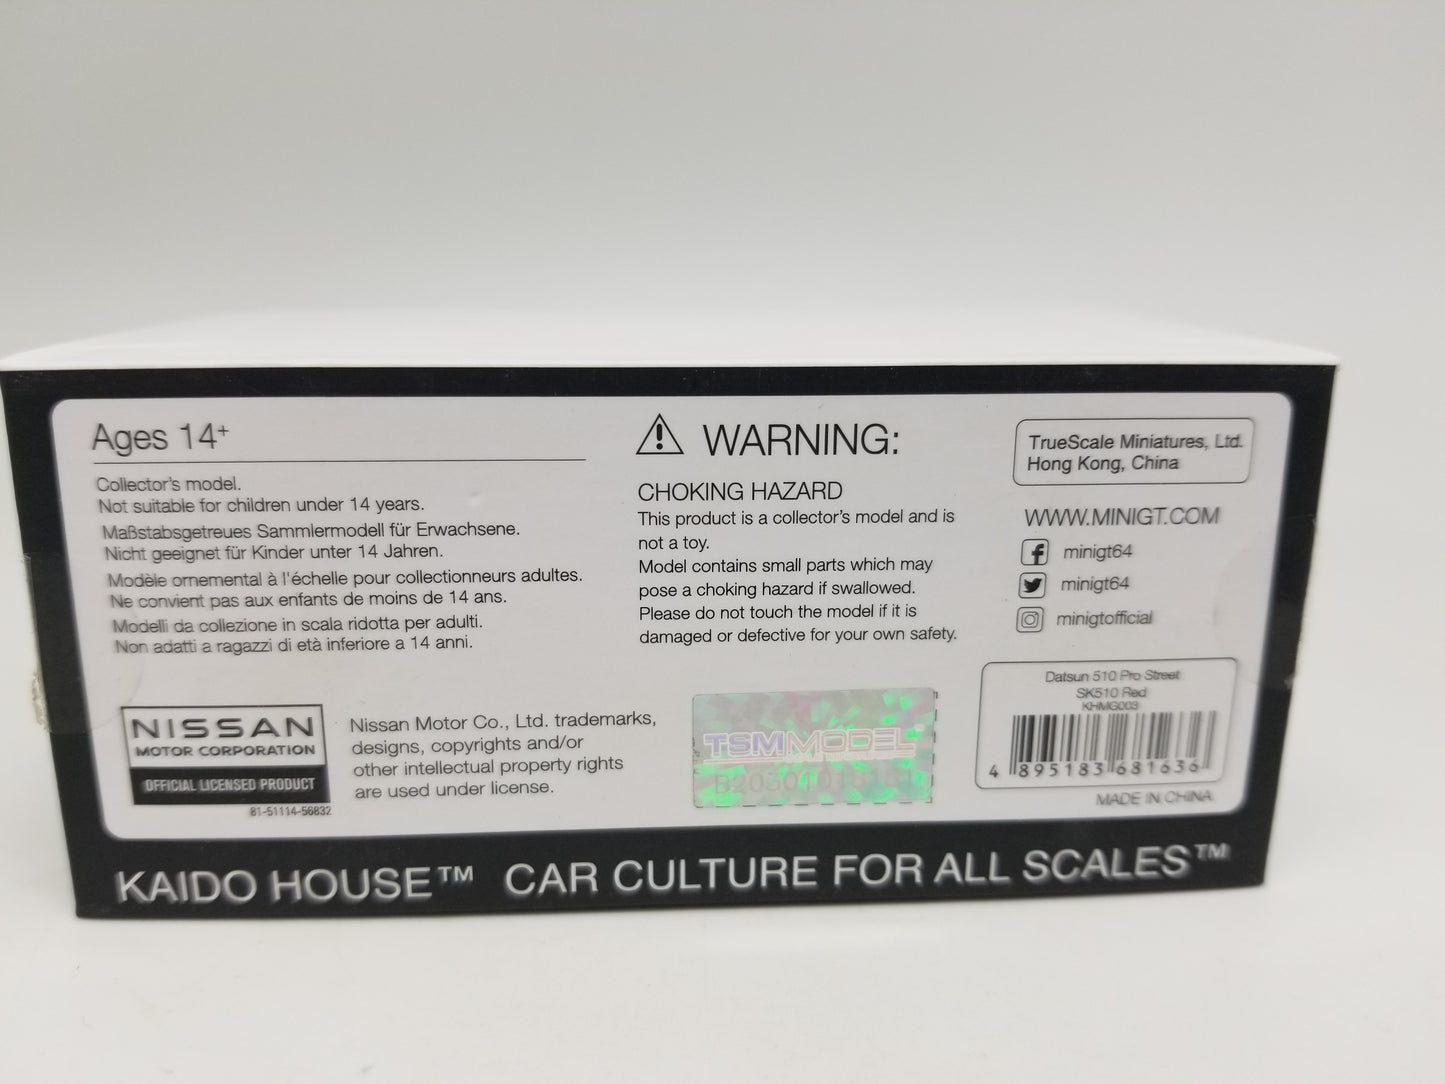 Ages 14+
Collector's model.
Not suitable for children under 14 years.
Maßstabsgetreues Sammlermodell für Erwachsene.
Nicht geeignet für Kinder unter 14 Jahren.
Modèle ornemental à l'échelle pour collectionneurs adultes.
Ne convient pas aux enfants de moins de 14 ans.
Modelli da collezione in scala ridotta per adulti.
Non adatti a ragazzi di età inferiore a 14 anni.
NISSAN
MOTOR CORPORATION
OFFICIAL LICENSED PRODUCT
81-51114-56832
Nissan Motor Co., Ltd. trademarks,
designs, copyrights and/or
other intellectual property rights
are used under license.
WARNING:
CHOKING HAZARD
This product is a collector's model and is
not a toy.
Model contains small parts which may
pose a choking hazard if swallowed.
Please do not touch the model if it is
damaged or defective for your own safety.
TSMMODEL
TrueScale Miniatures, Ltd.
Hong Kong, China
WWW.MINIGT.COM
minigt64
minigt64
minigtofficial
Datsun 510 Pro Street
SK510 Red
KHMG003
4 895183 681636
MADE IN CHINA
KAIDO HOUSE™ CAR CULTURE FOR ALL SCALES™